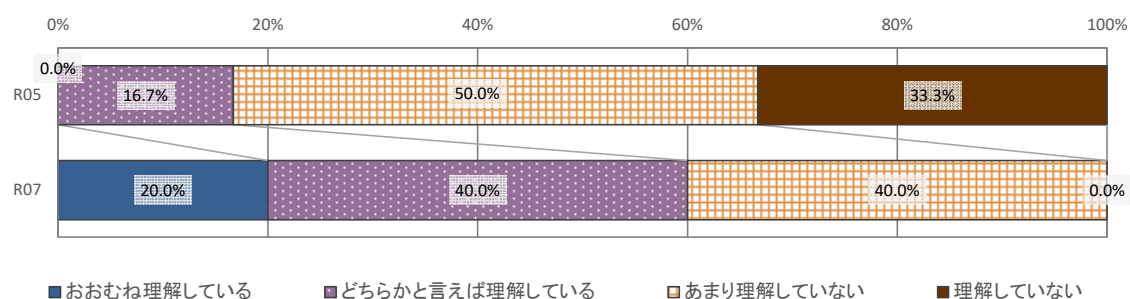 0% 20% 40% 60% 80% 100%
R05 0.0% 16.7% 50.0% 33.3%
R07 20.0% 40.0% 40.0% 0.0%
おおむね理解している どちらかと言えば理解している あまり理解していない 理解していない